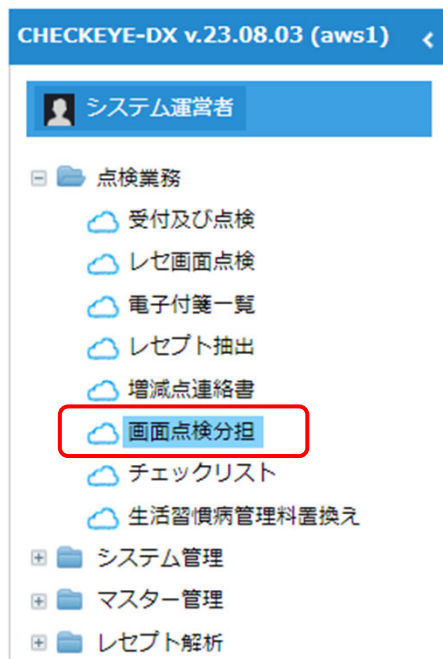 CHECKEYE-DX v.23.08.03 (aws1)
システム運営者
点検業務
受付及び点検
レセ画面点検
電子付箋一覧
レセプト抽出
増減点連絡書
画面点検分担
チェックリスト
生活習慣病管理料置換え
システム管理
マスター管理
レセプト解析